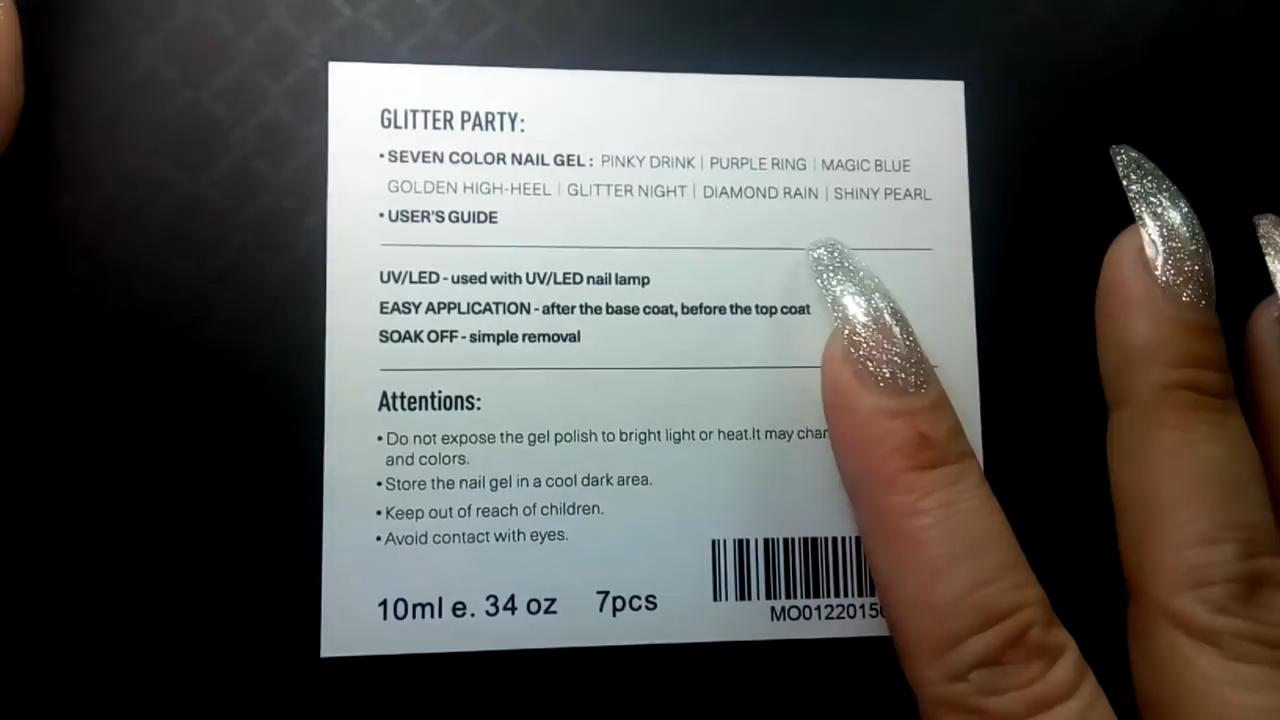 GLITTER PARTY:
• SEVEN COLOR NAIL GEL : PINKY DRINK | PURPLE RING | MAGIC BLUE
GOLDEN HIGH-HEEL | GLITTER NIGHT | DIAMOND RAIN | SHINY PEARL
• USER'S GUIDE
UV/LED - used with UV/LED nail lamp
EASY APPLICATION - after the base coat, before the top coat
SOAK OFF - simple removal
Attentions:
• Do not expose the gel polish to bright light or heat.It may
and colors.
• Store the nail gel in a cool dark area.
• Keep out of reach of children.
• Avoid contact with eyes.
10ml e. 34 oz 7pcs